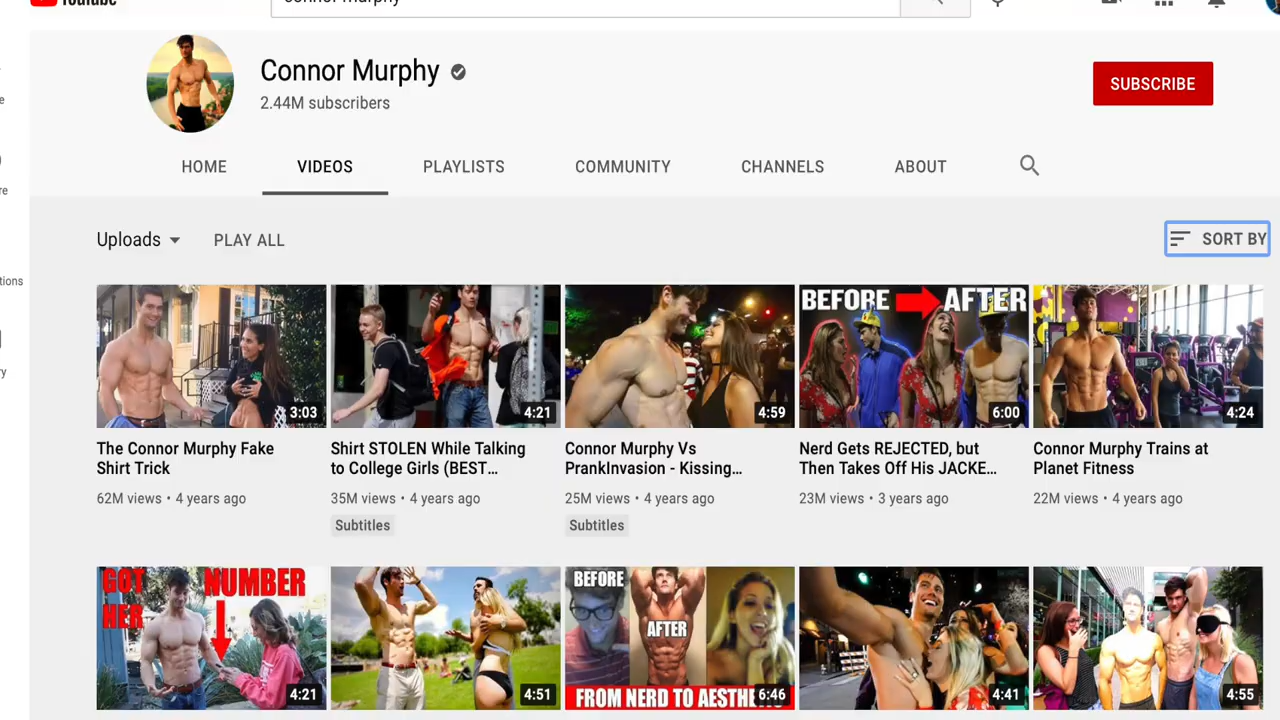 YouTube
connor murphy
Connor Murphy
2.44M subscribers
SUBSCRIBE
HOME
VIDEOS
PLAYLISTS
COMMUNITY
CHANNELS
ABOUT
Uploads
PLAY ALL
SORT BY
BEFORE AFTER
3:03
4:21
4:59
6:00
4:24
The Connor Murphy Fake
Shirt Trick
62M views • 4 years ago
Shirt STOLEN While Talking
to College Girls (BEST...
35M views • 4 years ago
Subtitles
Connor Murphy Vs
PrankInvasion - Kissing...
25M views • 4 years ago
Subtitles
Nerd Gets REJECTED, but
Then Takes Off His JACKE...
23M views • 3 years ago
Connor Murphy Trains at
Planet Fitness
22M views • 4 years ago
GOT
HER
NUMBER
4:21
4:51
BEFORE
AFTER
FROM NERD TO
6:46
4:41
4:55